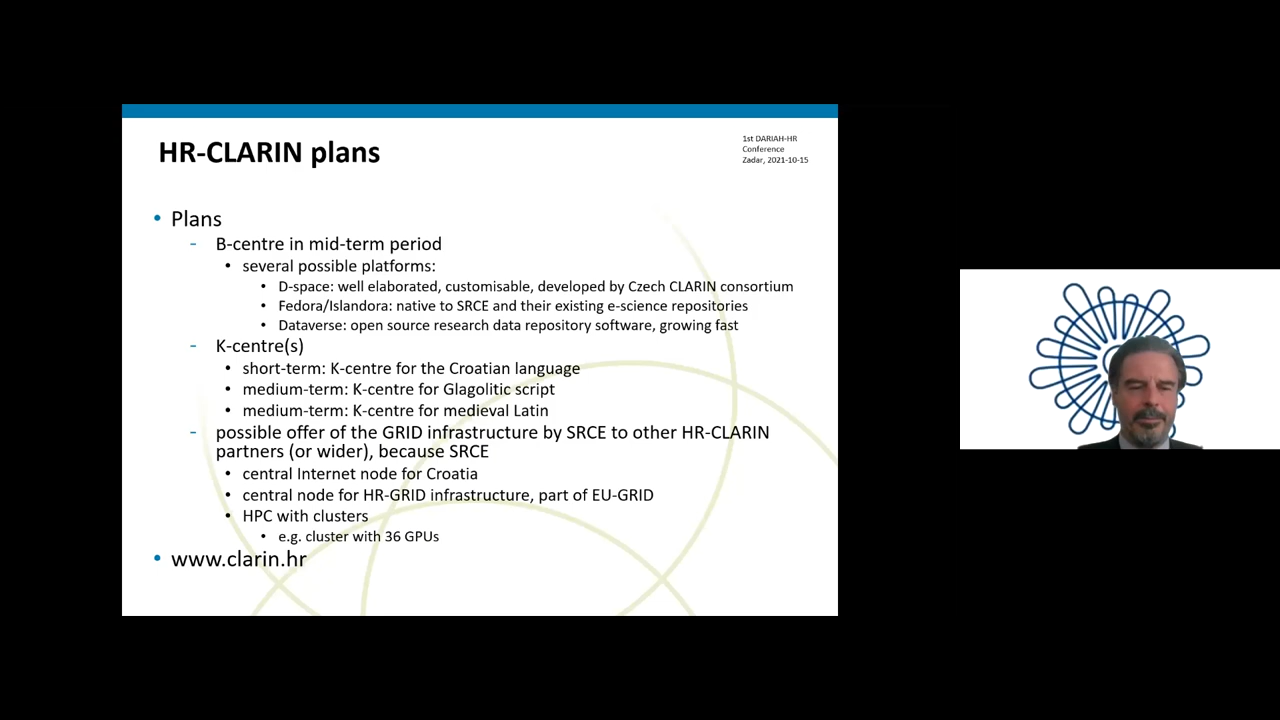 HR-CLARIN plans
1st DARIAH-HR
Conference
Zadar, 2021-10-15
• Plans
- B-centre in mid-term period
• several possible platforms:
• D-space: well elaborated, customisable, developed by Czech CLARIN consortium
• Fedora/Islandora: native to SRCE and their existing e-science repositories
• Dataverse: open source research data repository software, growing fast
- K-centre(s)
• short-term: K-centre for the Croatian language
• medium-term: K-centre for Glagolitic script
• medium-term: K-centre for medieval Latin
- possible offer of the GRID infrastructure by SRCE to other HR-CLARIN
partners (or wider), because SRCE
• central Internet node for Croatia
• central node for HR-GRID infrastructure, part of EU-GRID
• HPC with clusters
• e.g. cluster with 36 GPUs
• www.clarin.hr